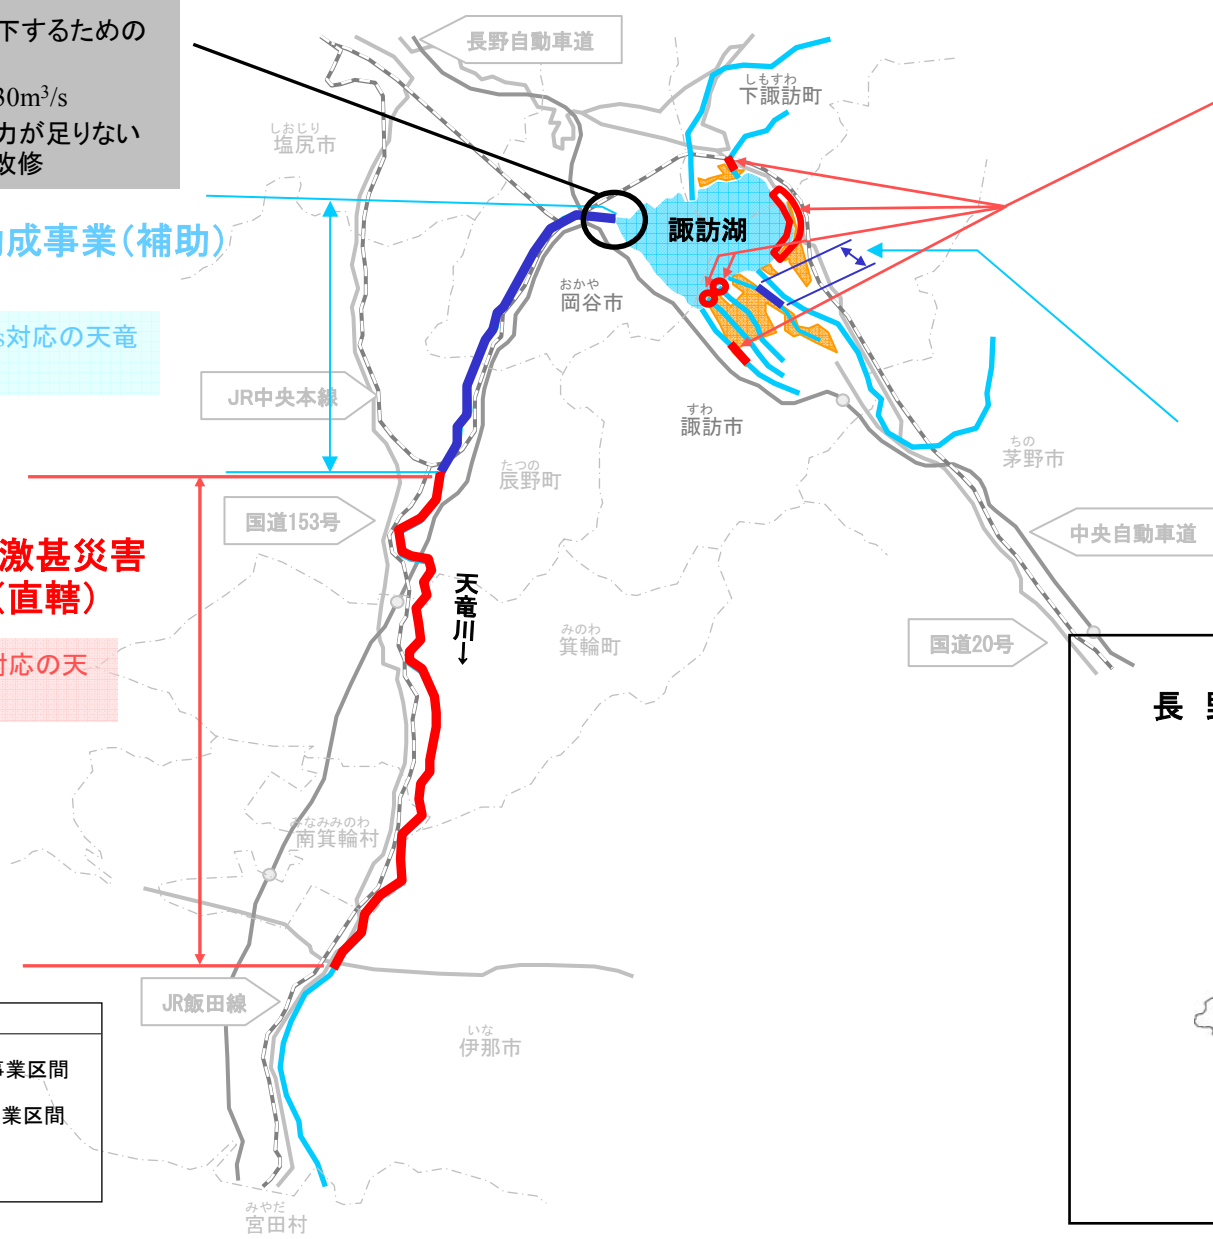 下するための
30m³/s
力が足りない
改修
長野自動車道
しもすわ
下諏訪町
しおじり
塩尻市
成事業(補助)
諏訪湖
おかや
岡谷市
s対応の天竜
JR中央本線
すわ
諏訪市
ちの
茅野市
たつの
辰野町
国道153号
中央自動車道
激甚災害
(直轄)
天竜川→
みのわ
箕輪町
国道20号
対応の天
長 野
みなみみのわ
南箕輪村
JR飯田線
いな
伊那市
事業区間
業区間
みやだ
宮田村